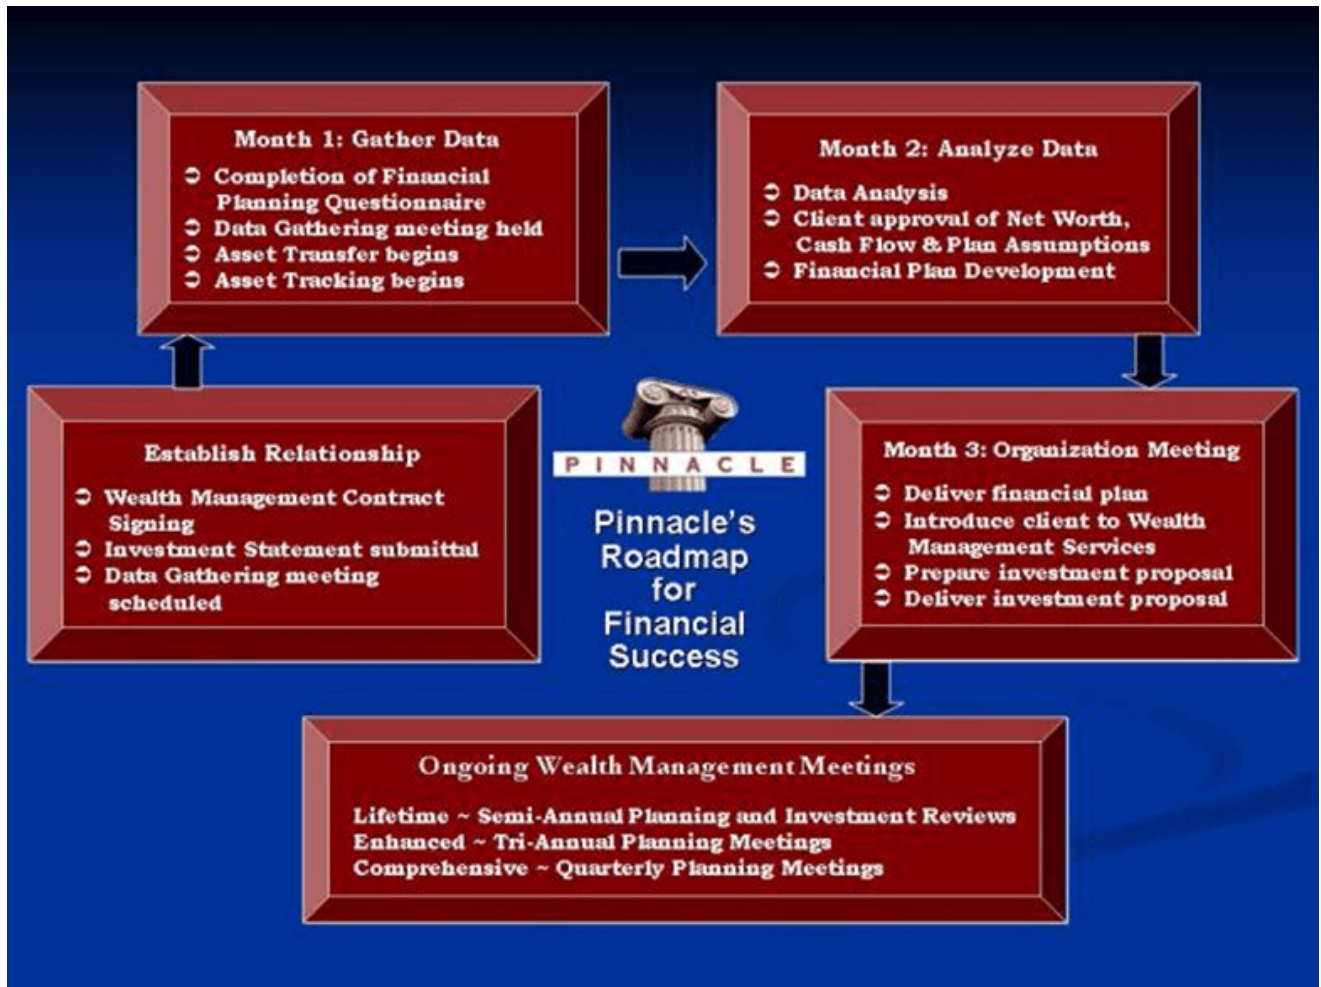 Month 1: Gather Data
➲ Completion of Financial
Planning Questionnaire
➲ Data Gathering meeting held
➲ Asset Transfer begins
➲ Asset Tracking begins
Month 2: Analyze Data
➲ Data Analysis
➲ Client approval of Net Worth,
Cash Flow & Plan Assumptions
➲ Financial Plan Development
Establish Relationship
➲ Wealth Management Contract
Signing
➲ Investment Statement submittal
➲ Data Gathering meeting
scheduled
PINNACLE
Pinnacle's
Roadmap
for
Financial
Success
Month 3: Organization Meeting
➲ Deliver financial plan
➲ Introduce client to Wealth
Management Services
➲ Prepare investment proposal
➲ Deliver investment proposal
Ongoing Wealth Management Meetings
Lifetime ~ Semi-Annual Planning and Investment Reviews
Enhanced ~ Tri-Annual Planning Meetings
Comprehensive ~ Quarterly Planning Meetings